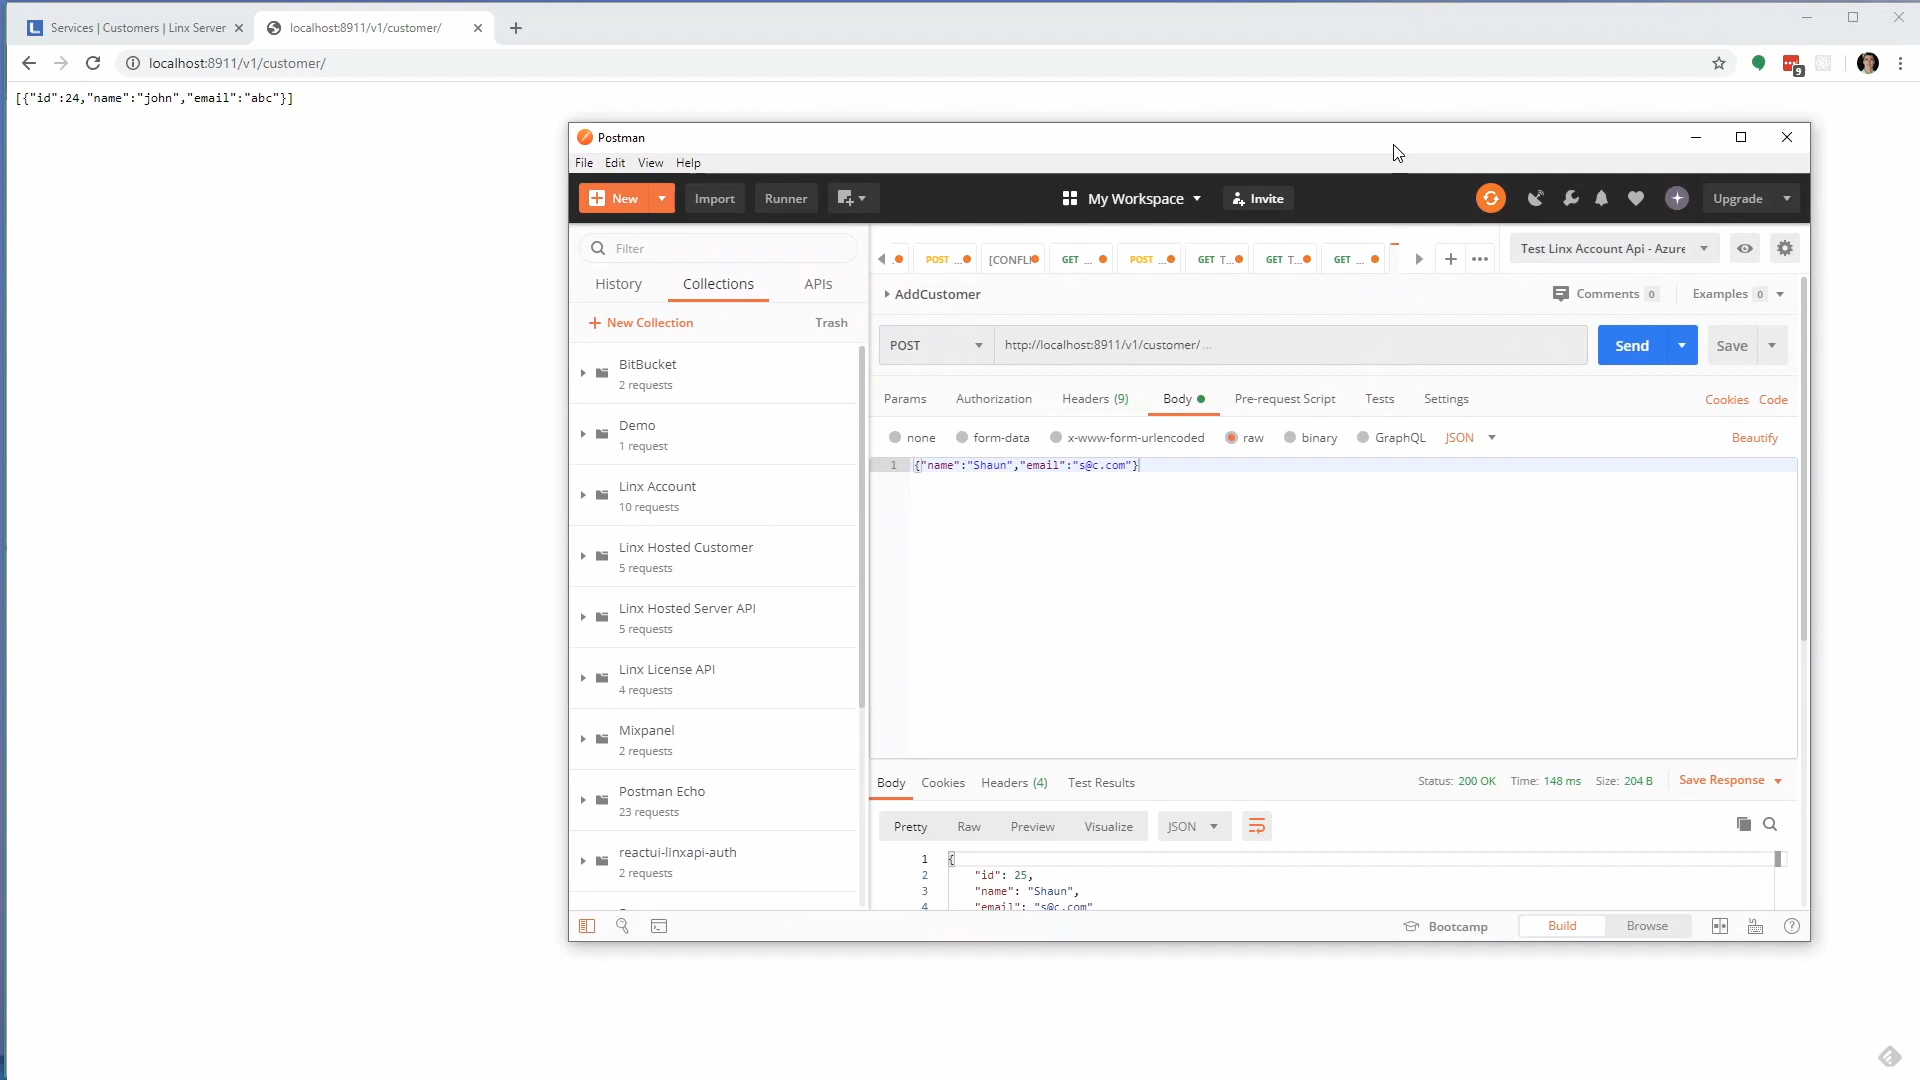 Services | Customers | Linx Server
localhost:8911/v1/customer/
localhost:8911/v1/customer/
9
[{"id":24,"name":"john","email":"abc"}]
Postman
File Edit View Help
New Import Runner My Workspace Invite Upgrade
Filter
History Collections APIs
New Collection Trash
BitBucket
2 requests
Demo
1 request
Linx Account
10 requests
Linx Hosted Customer
5 requests
Linx Hosted Server API
5 requests
Linx License API
4 requests
Mixpanel
2 requests
Postman Echo
23 requests
reactui-linxapi-auth
2 requests
POST ... [CONFLI GET ... POST ... GET T... GET T... GET ...
Test Linx Account Api - Azure
AddCustomer Comments 0 Examples 0
POST http://localhost:8911/v1/customer/ ... Send Save
Params Authorization Headers (9) Body Pre-request Script Tests Settings Cookies Code
none form-data x-www-form-urlencoded raw binary GraphQL JSON Beautify
1 {"name":"Shaun","email":"s@c.com"}
Body Cookies Headers (4) Test Results Status: 200 OK Time: 148 ms Size: 204 B Save Response
Pretty Raw Preview Visualize JSON
1 {
2 "id": 25,
3 "name": "Shaun",
4 "email": "s@c.com"
Bootcamp Build Browse